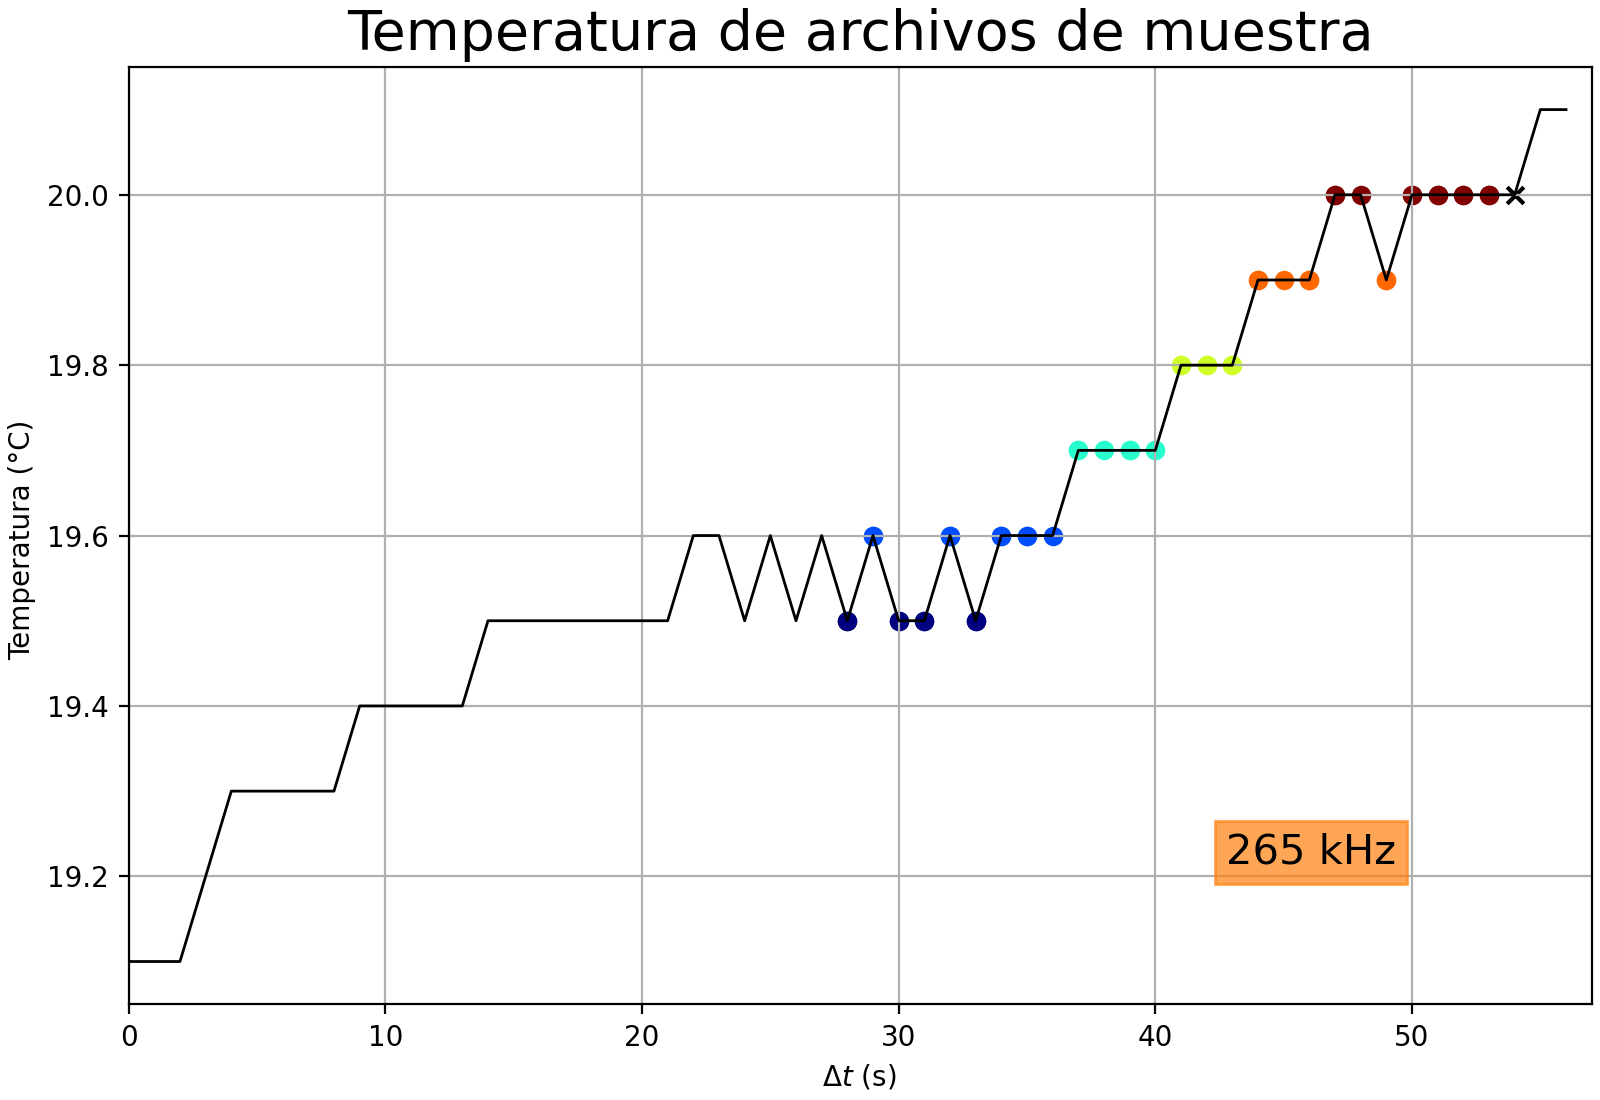 Temperatura de archivos de muestra
Temperatura (°C)
20.0
19.8
19.6
19.4
19.2
265 kHz
0 10 20 30 40 50
Δt (s)